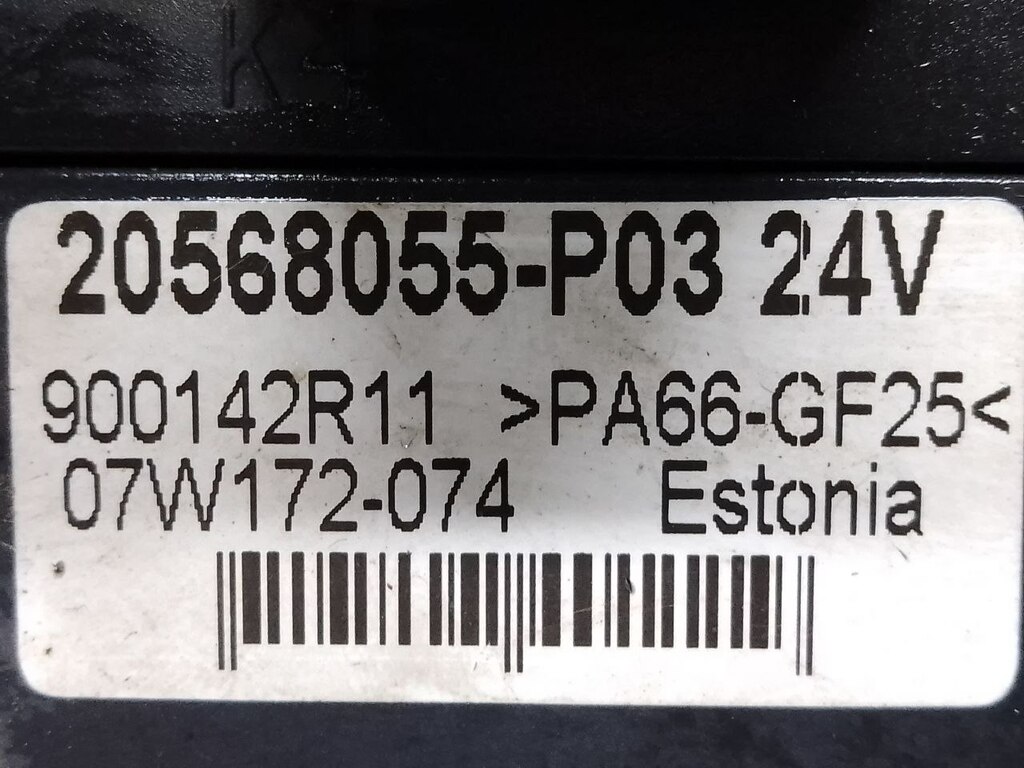 20568055-P03 24V
900142R11 >PA66-GF25<
07W172-074 Estonia